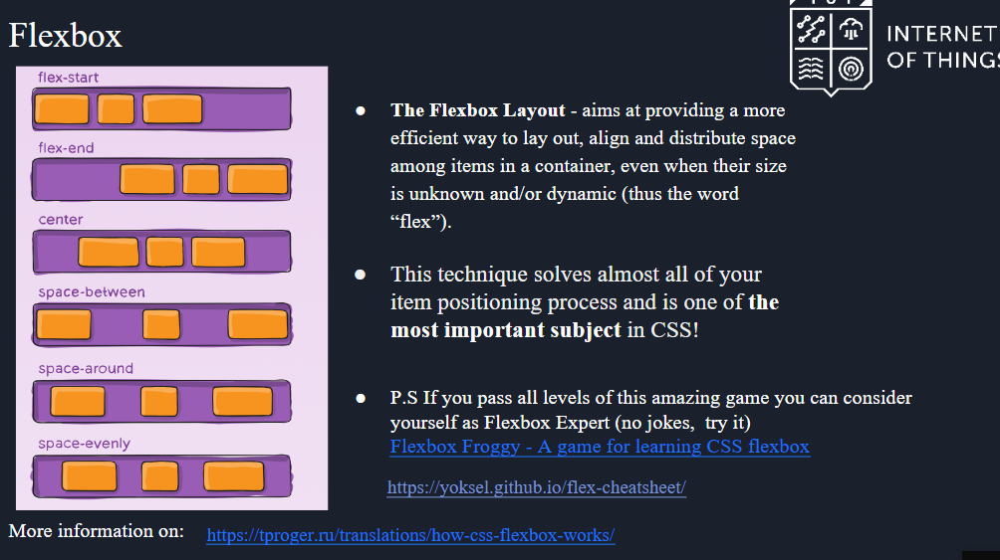 Flexbox
INTERNET
OF THINGS
flex-start
flex-end
center
space-between
space-around
space-evenly
● The Flexbox Layout - aims at providing a more
efficient way to lay out, align and distribute space
among items in a container, even when their size
is unknown and/or dynamic (thus the word
“flex”).
● This technique solves almost all of your
item positioning process and is one of the
most important subject in CSS!
● P.S If you pass all levels of this amazing game you can consider
yourself as Flexbox Expert (no jokes, try it)
Flexbox Froggy - A game for learning CSS flexbox
https://yoksel.github.io/flex-cheatsheet/
More information on: https://tproger.ru/translations/how-css-flexbox-works/